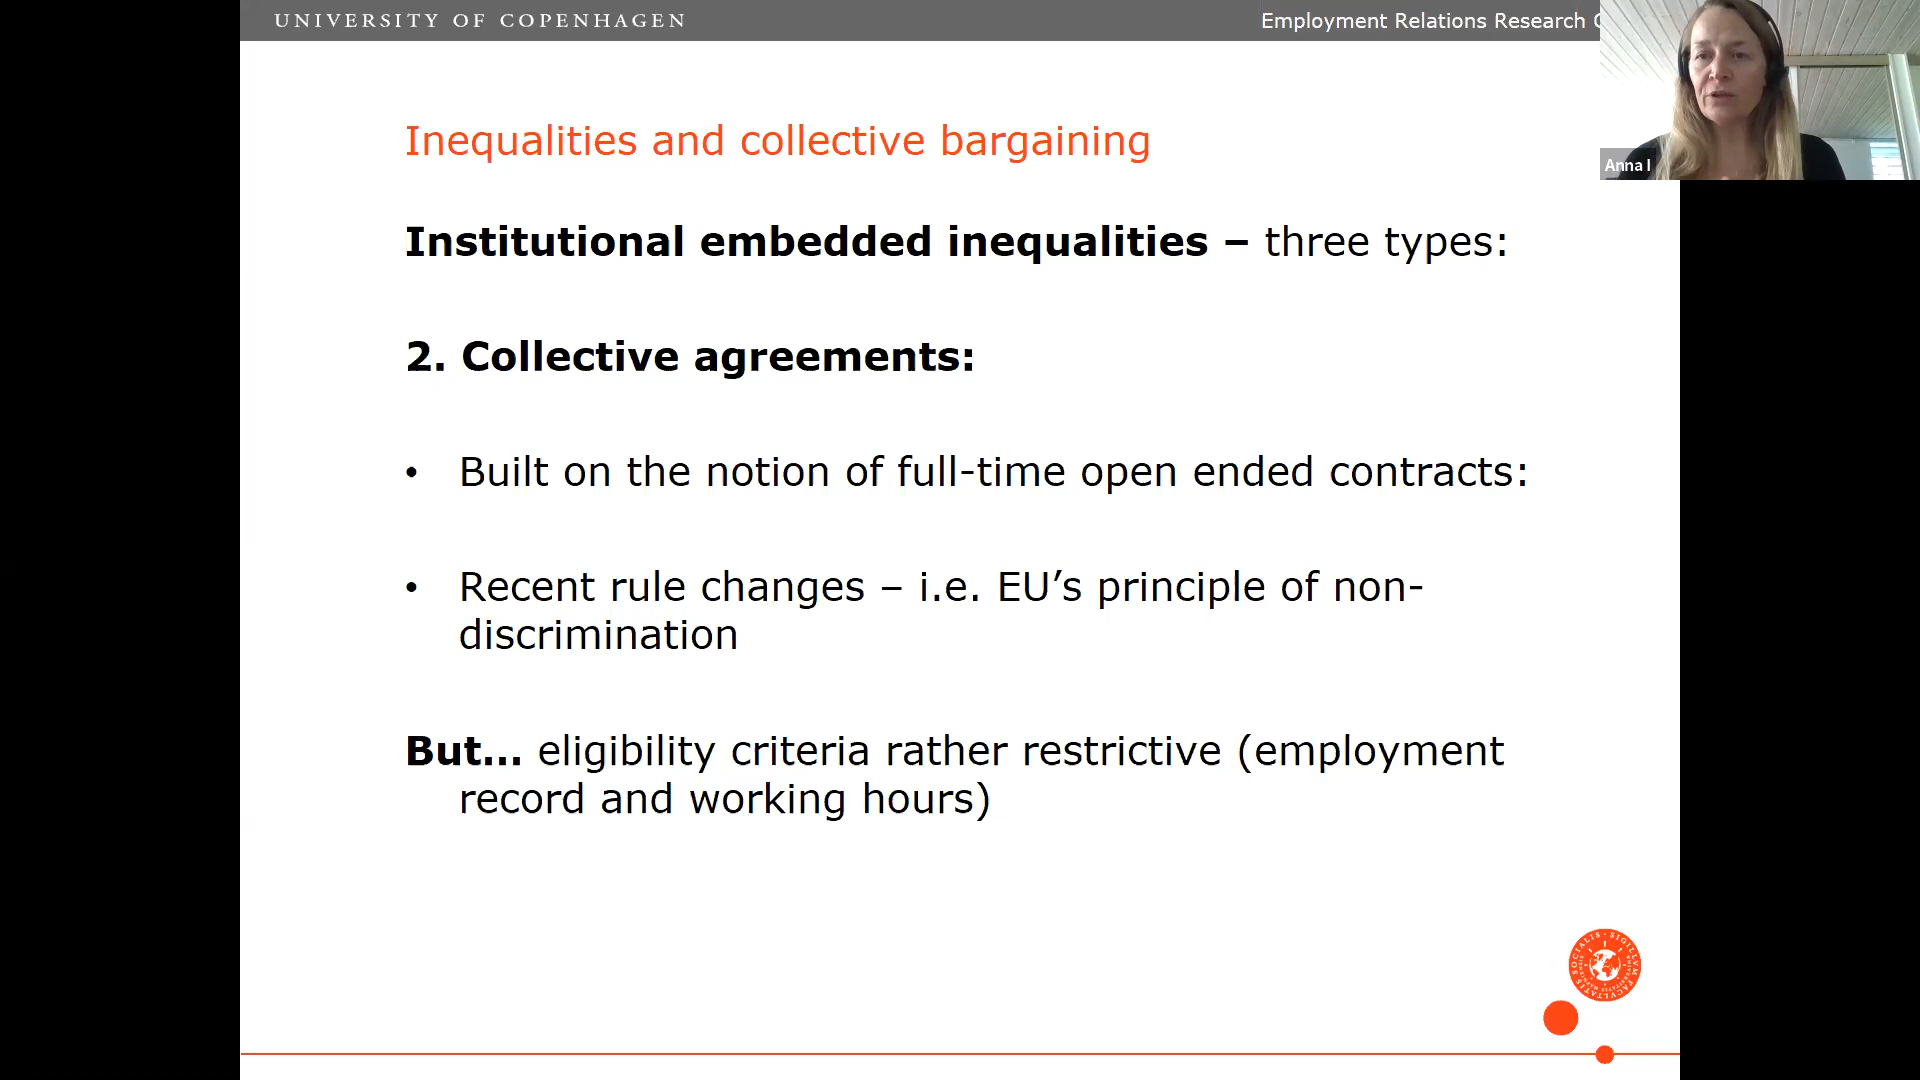 UNIVERSITY OF COPENHAGEN
Employment Relations Research
Anna I
Inequalities and collective bargaining
Institutional embedded inequalities – three types:
2. Collective agreements:
• Built on the notion of full-time open ended contracts:
• Recent rule changes – i.e. EU’s principle of non-
discrimination
But… eligibility criteria rather restrictive (employment
record and working hours)